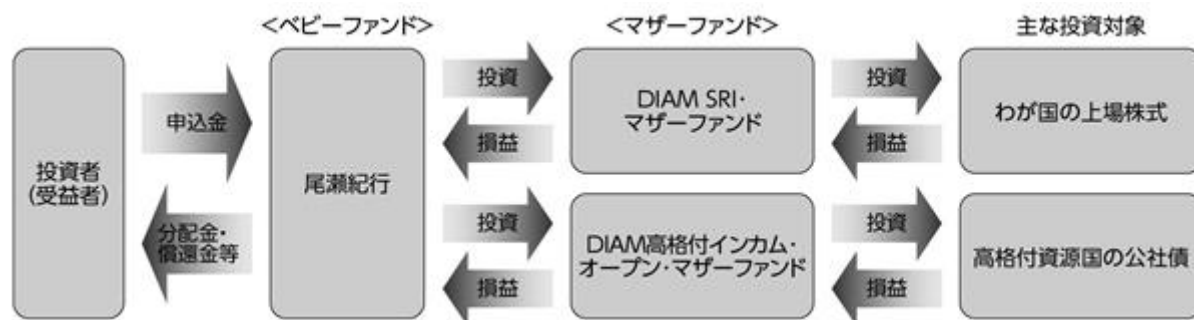 ＜ベビーファンド＞
＜マザーファンド＞
主な投資対象
投資者
(受益者)
申込金
分配金・
償還金等
尾瀬紀行
投資
損益
投資
損益
DIAM SRI・
マザーファンド
DIAM高格付インカム・
オープン・マザーファンド
投資
損益
投資
損益
わが国の上場株式
高格付資源国の公社債